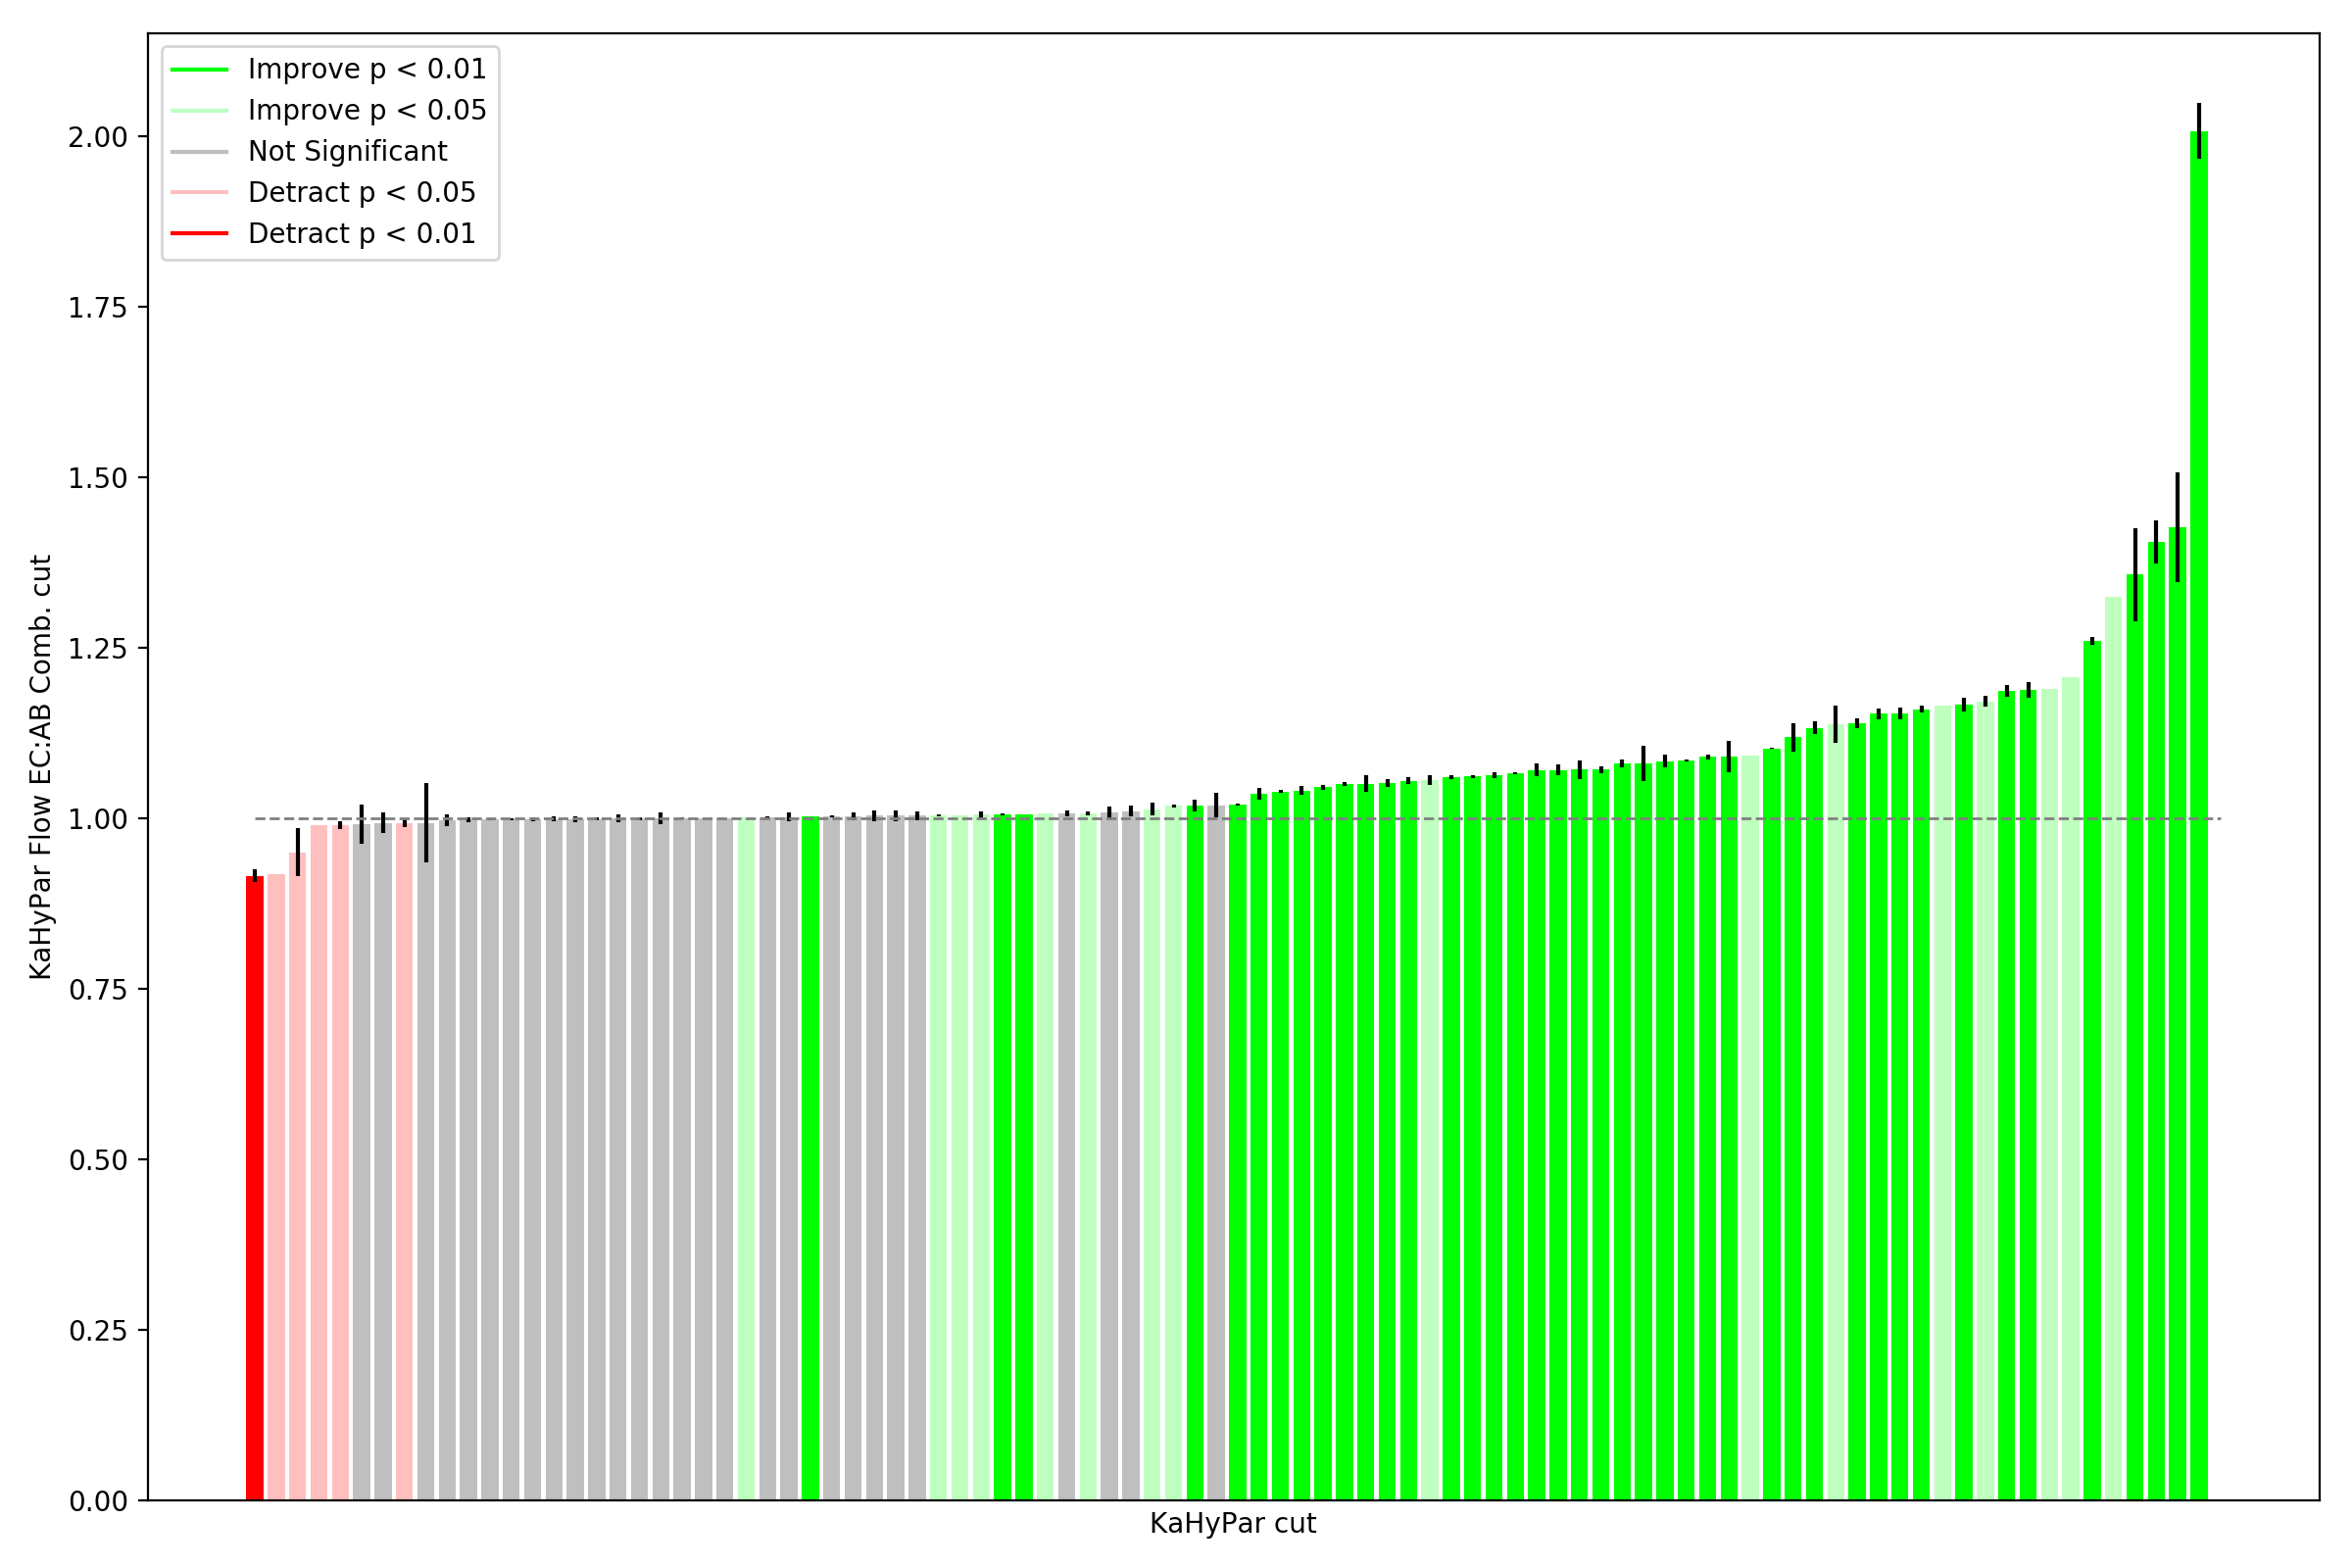 Improve p < 0.01
Improve p < 0.05
Not Significant
Detract p < 0.05
Detract p < 0.01
2.00
1.75
1.50
1.25
1.00
0.75
0.50
0.25
0.00
KaHyPar Flow EC:AB Comb. cut
KaHyPar cut